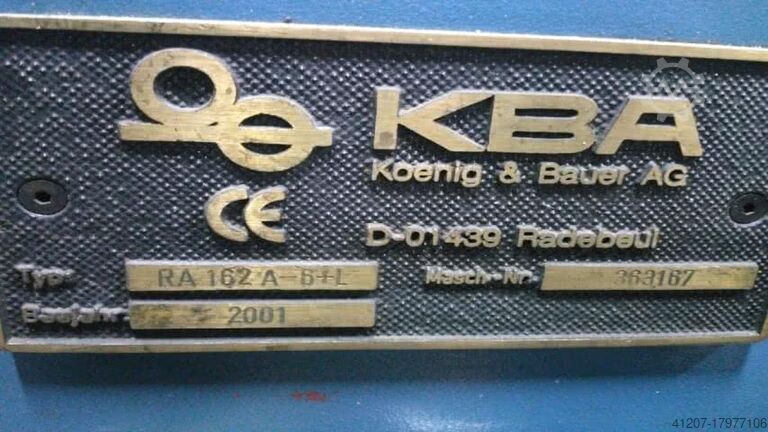 KBA
Koenig & Bauer AG
CE
D-01439 Radebeul
Typ: RA 162 A-6+L Masch-Nr. 363167
Baujahr: 2001
41207-17977106